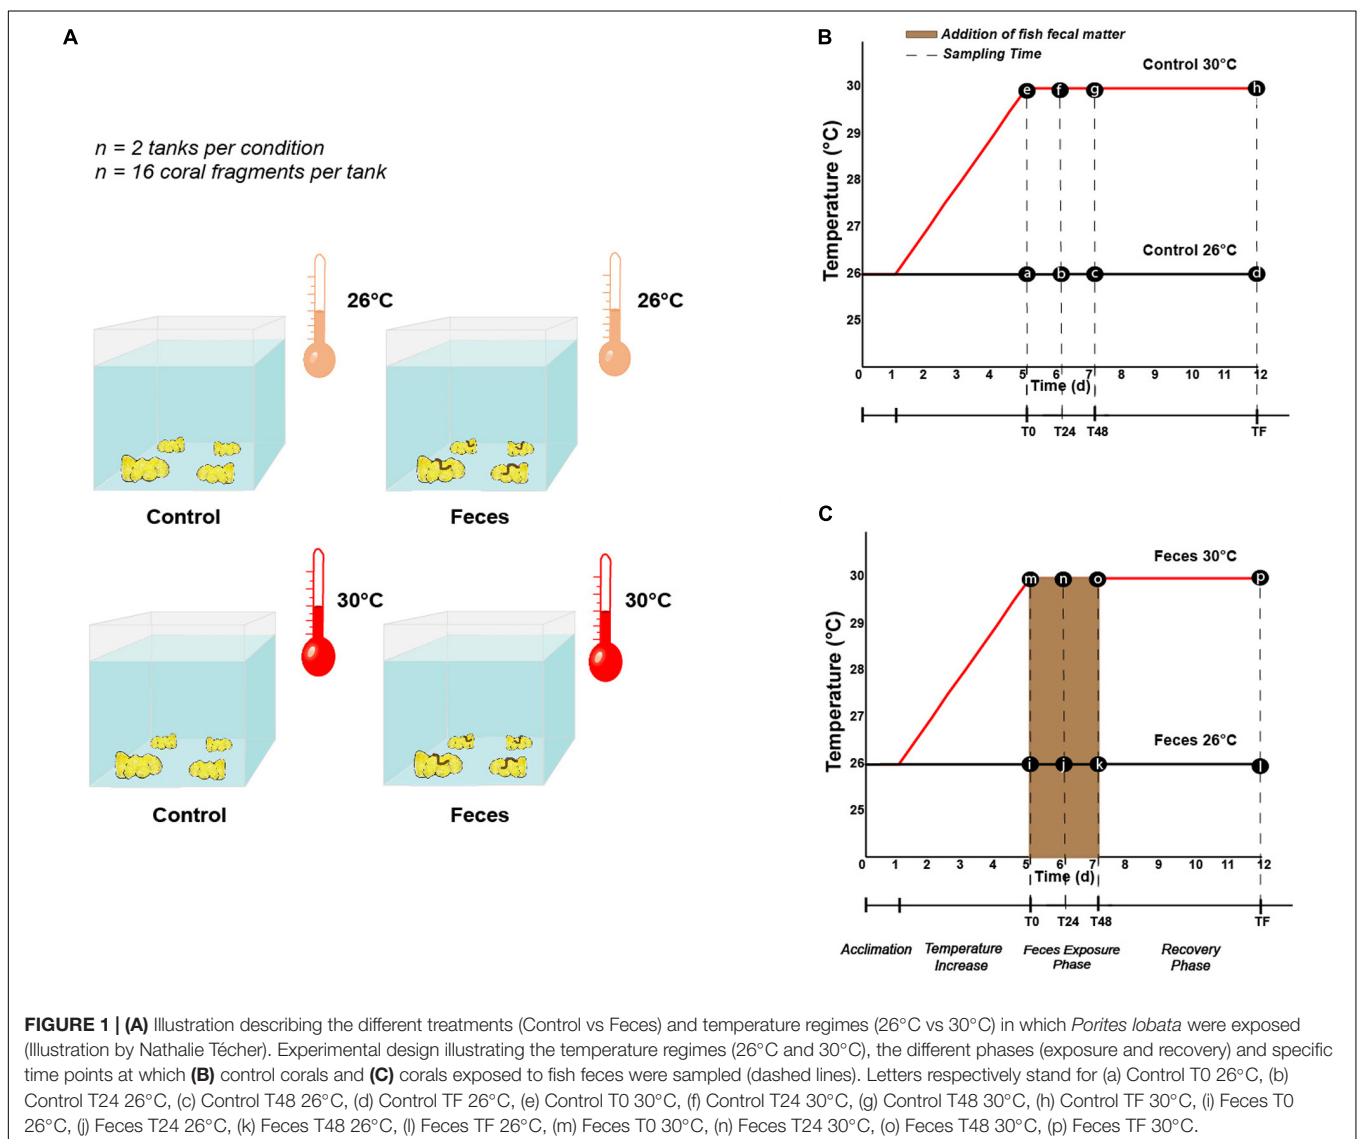 A
n = 2 tanks per condition
n = 16 coral fragments per tank
26°C
26°C
Control
Feces
30°C
30°C
Control
Feces
B
Addition of fish fecal matter
Sampling Time
Control 30°C
30
e
f
g
h
29
28
27
Control 26°C
26
a
b
c
d
25
Temperature (°C)
0 1 2 3 4 5 6 7 8 9 10 11 12
Time (d)
T0 T24 T48 TF
C
Feces 30°C
30
m
n
o
p
29
28
27
Feces 26°C
26
i
j
k
l
25
Temperature (°C)
0 1 2 3 4 5 6 7 8 9 10 11 12
Time (d)
T0 T24 T48 TF
Acclimation
Temperature
Increase
Feces Exposure
Phase
Recovery
Phase
FIGURE 1 | (A) Illustration describing the different treatments (Control vs Feces) and temperature regimes (26°C vs 30°C) in which Porites lobata were exposed
(Illustration by Nathalie Técher). Experimental design illustrating the temperature regimes (26°C and 30°C), the different phases (exposure and recovery) and specific
time points at which (B) control corals and (C) corals exposed to fish feces were sampled (dashed lines). Letters respectively stand for (a) Control T0 26°C, (b)
Control T24 26°C, (c) Control T48 26°C, (d) Control TF 26°C, (e) Control T0 30°C, (f) Control T24 30°C, (g) Control T48 30°C, (h) Control TF 30°C, (i) Feces T0
26°C, (j) Feces T24 26°C, (k) Feces T48 26°C, (l) Feces TF 26°C, (m) Feces T0 30°C, (n) Feces T24 30°C, (o) Feces T48 30°C, (p) Feces TF 30°C.